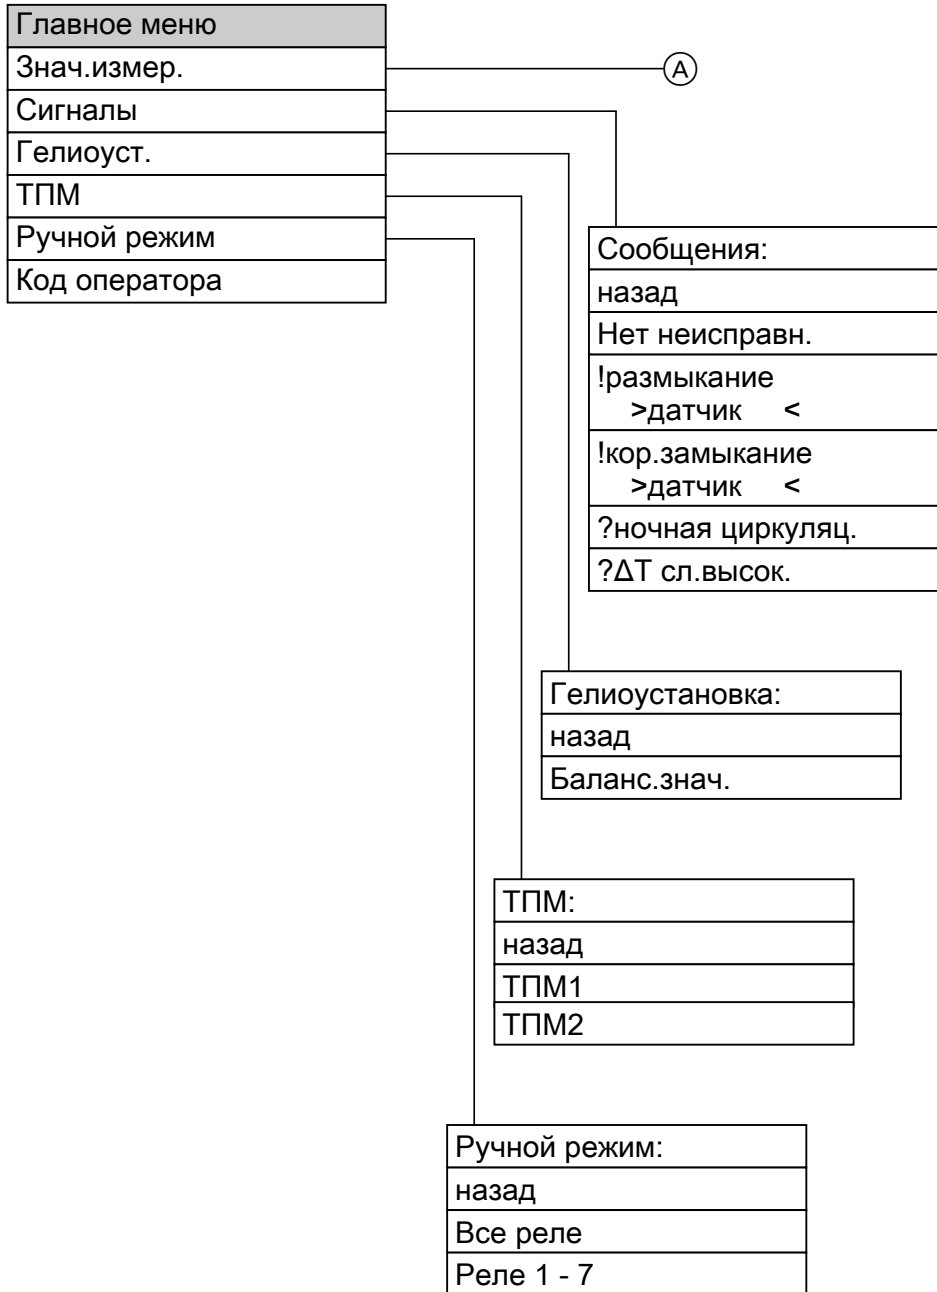 Главное меню
Знач.измер.
A
Сигналы
Гелиоуст.
ТПМ
Ручной режим
Код оператора
Сообщения:
назад
Нет неисправн.
!размыкание
>датчик <
!кор.замыкание
>датчик <
?ночная циркуляц.
?ΔT сл.высок.
Гелиоустановка:
назад
Баланс.знач.
ТПМ:
назад
ТПМ1
ТПМ2
Ручной режим:
назад
Все реле
Реле 1 - 7